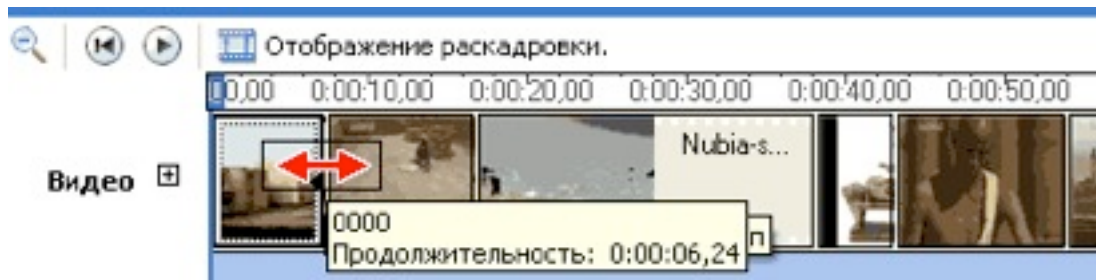 Отображение раскадровки.
00,00 0:00:10,00 0:00:20,00 0:00:30,00 0:00:40,00 0:00:50,00
Nubia-s...
Видео
0000
Продолжительность: 0:00:06,24
п